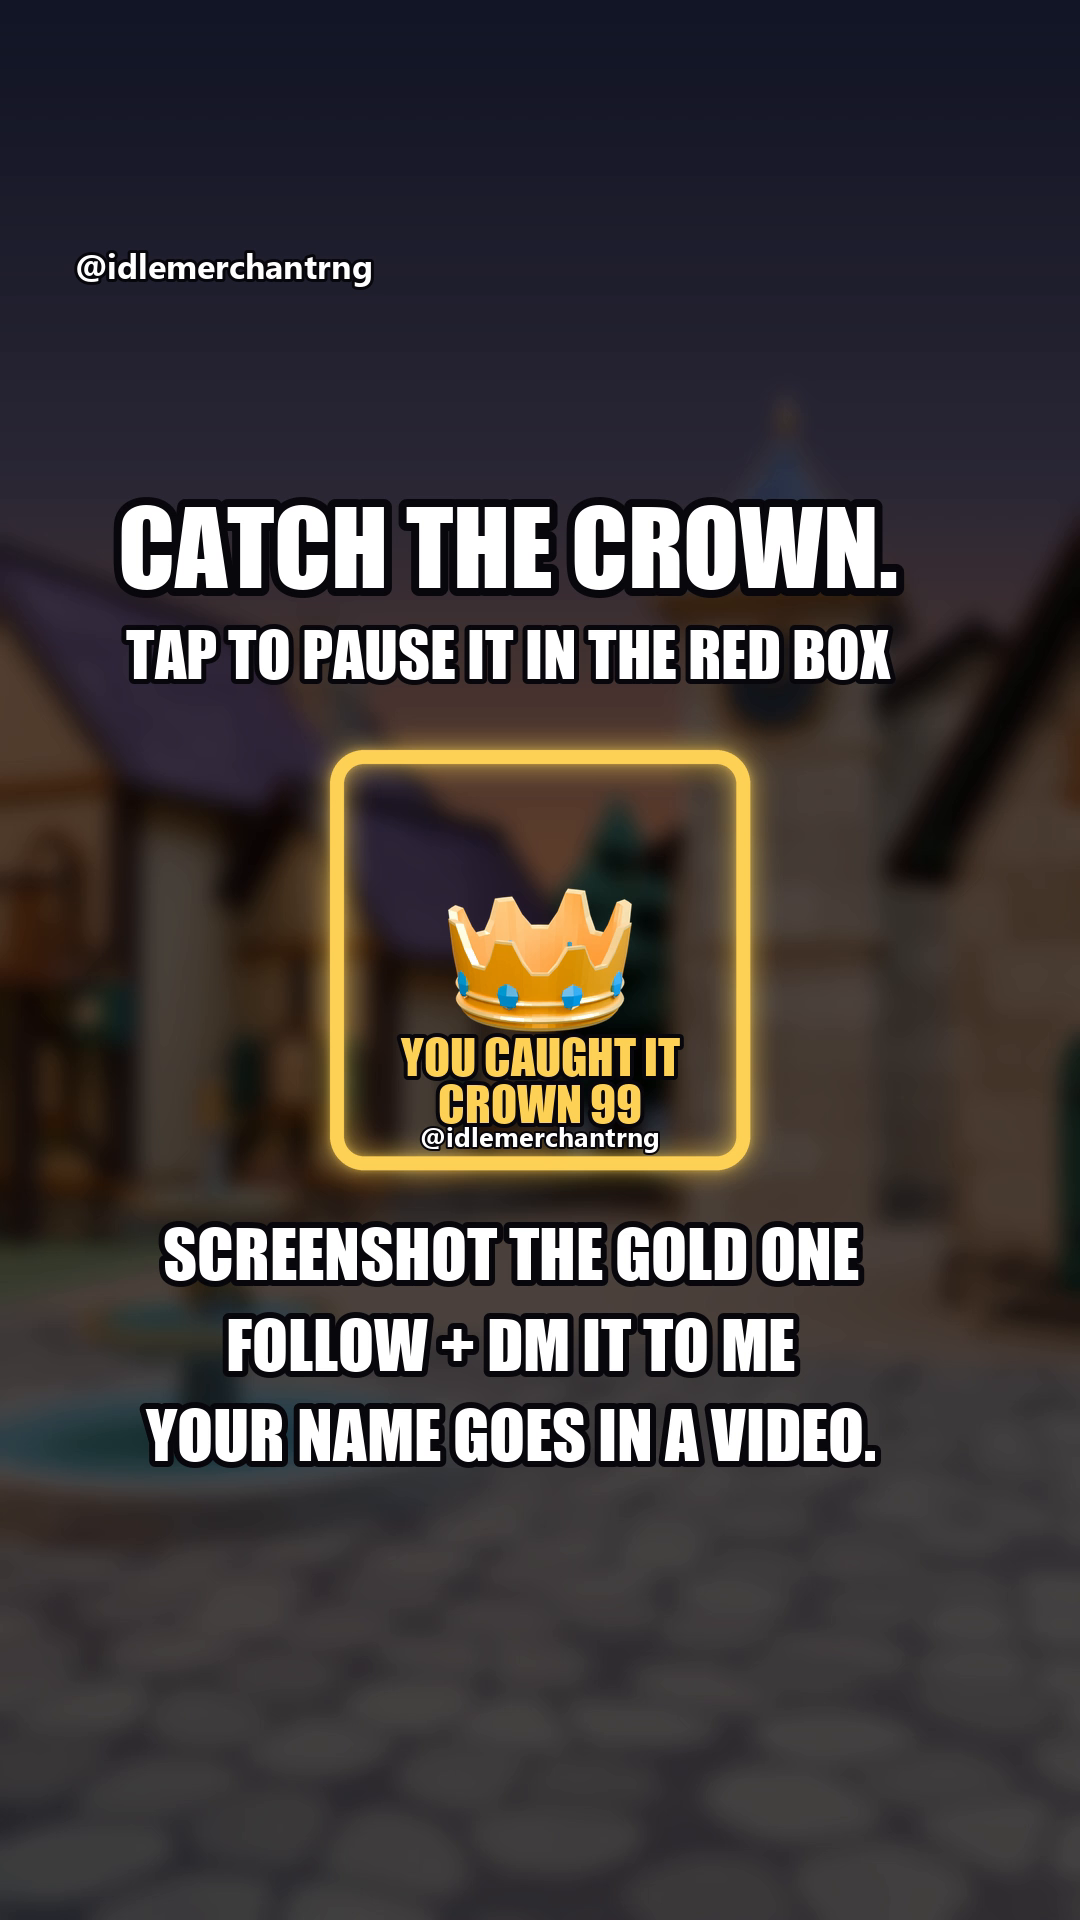 @idlemerchantrng
CATCH THE CROWN.
TAP TO PAUSE IT IN THE RED BOX
YOU CAUGHT IT
CROWN 99
@idlemerchantrng
SCREENSHOT THE GOLD ONE
FOLLOW + DM IT TO ME
YOUR NAME GOES IN A VIDEO.